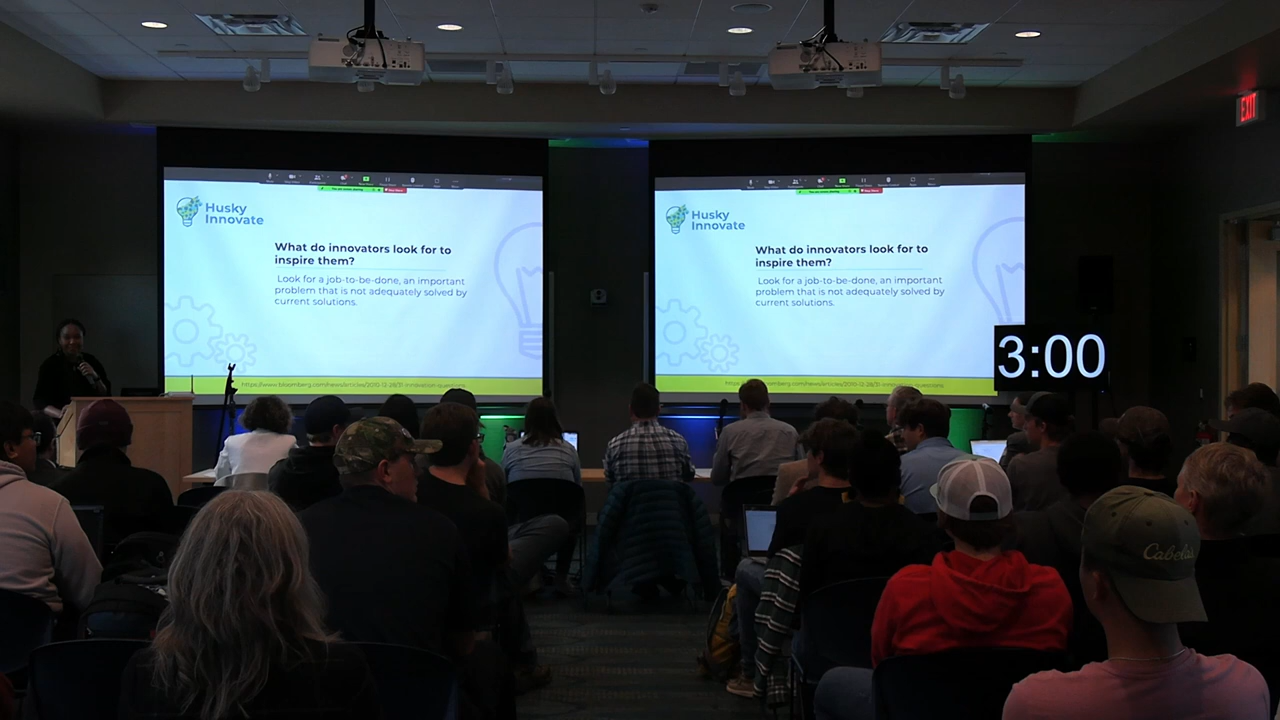 EXIT
Husky
Innovate
What do innovators look for to
inspire them?
Look for a job-to-be-done, an important
problem that is not adequately solved by
current solutions.
Husky
Innovate
What do innovators look for to
inspire them?
Look for a job-to-be-done, an important
problem that is not adequately solved by
current solutions.
3:00
Cabela's